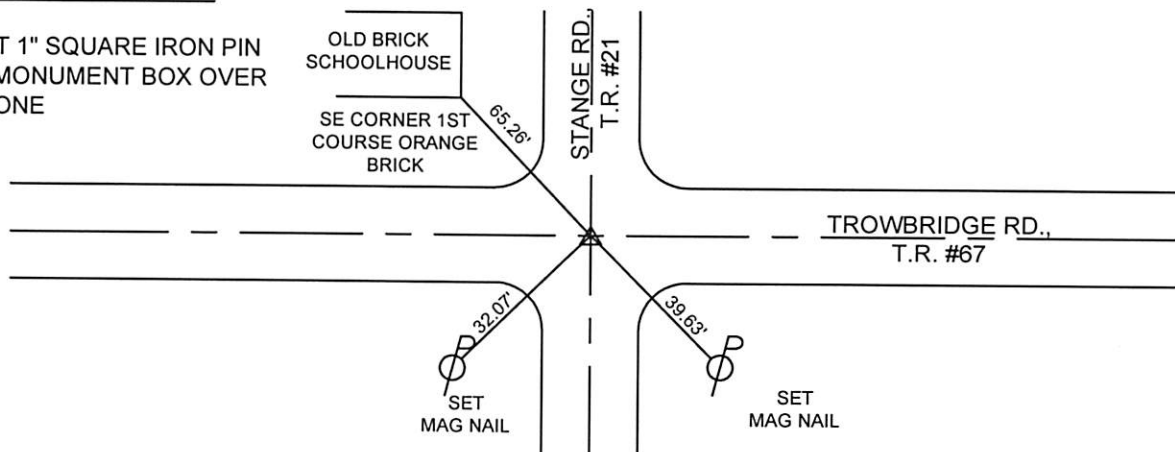 T 1" SQUARE IRON PIN
MONUMENT BOX OVER
ONE
OLD BRICK
SCHOOLHOUSE
SE CORNER 1ST
COURSE ORANGE
BRICK
65.26'
STANGE RD.,
T.R. #21
TROWBRIDGE RD.,
T.R. #67
32.07'
39.63'
P
P
SET
MAG NAIL
SET
MAG NAIL